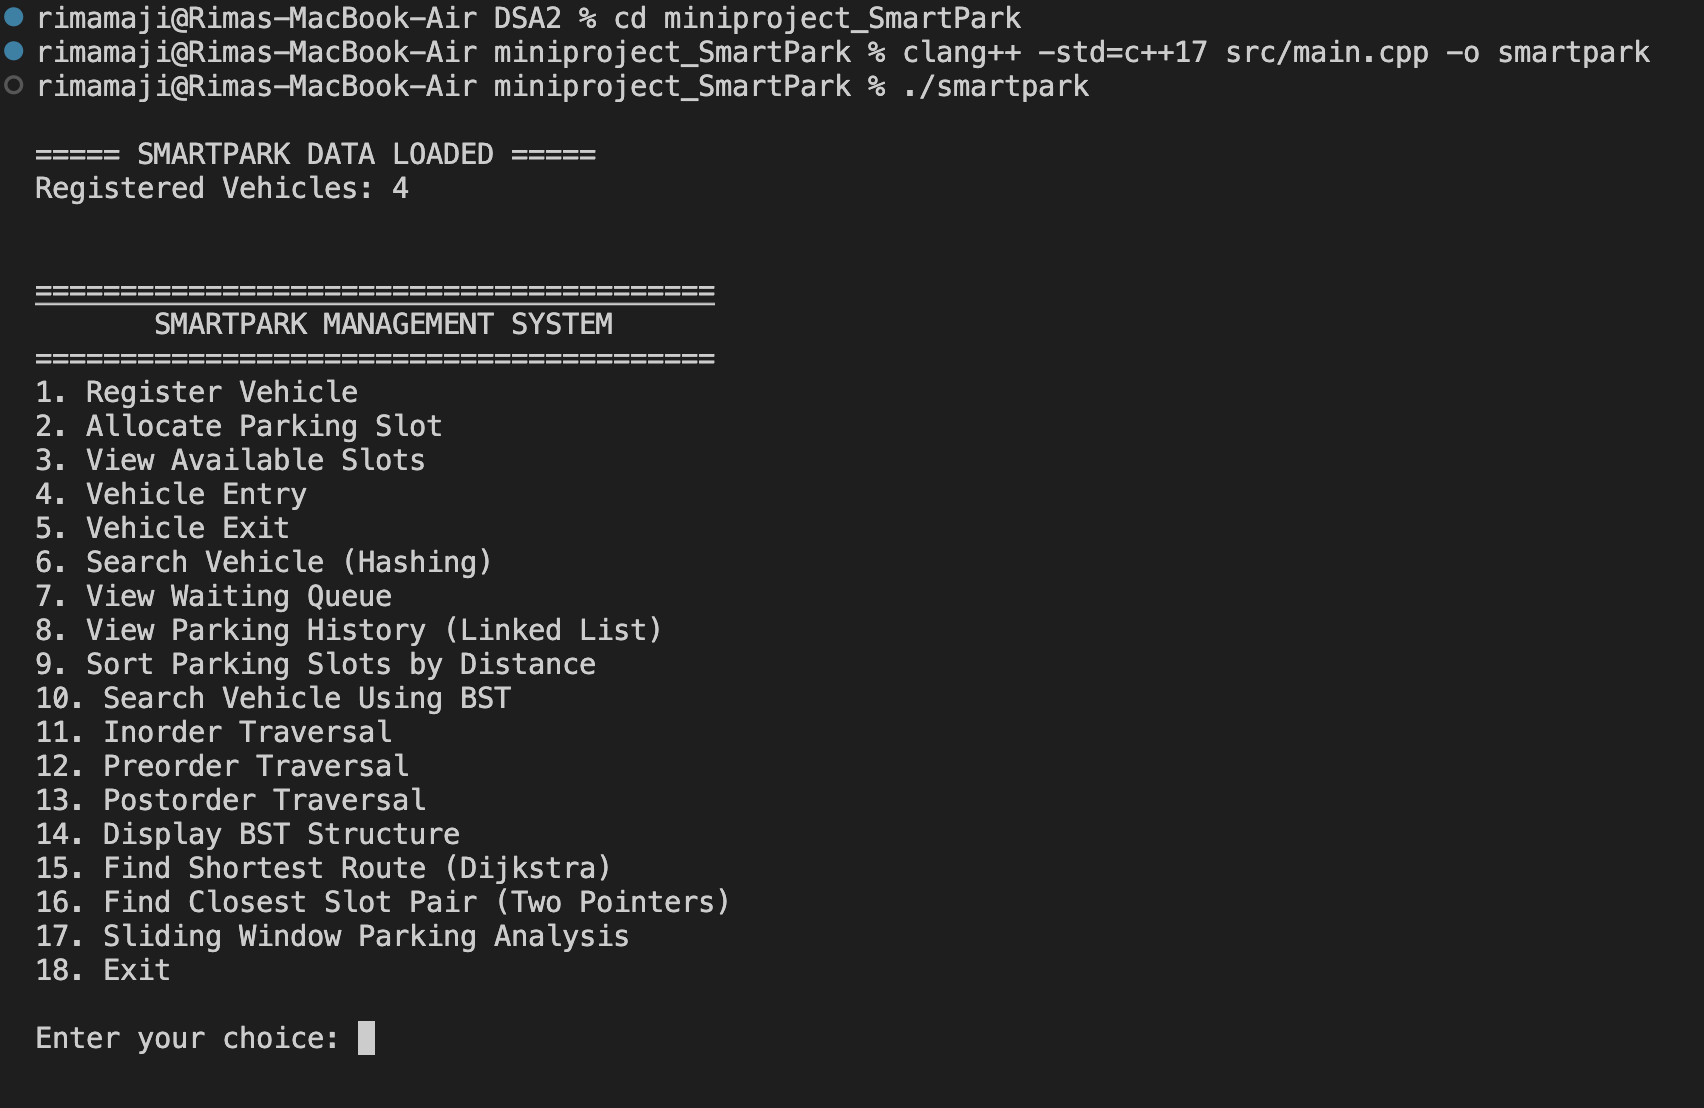 rimamaji@Rimas-MacBook-Air DSA2 % cd miniproject_SmartPark
rimamaji@Rimas-MacBook-Air miniproject_SmartPark % clang++ -std=c++17 src/main.cpp -o smartpark
rimamaji@Rimas-MacBook-Air miniproject_SmartPark % ./smartpark
===== SMARTPARK DATA LOADED =====
Registered Vehicles: 4
========================================
SMARTPARK MANAGEMENT SYSTEM
========================================
1. Register Vehicle
2. Allocate Parking Slot
3. View Available Slots
4. Vehicle Entry
5. Vehicle Exit
6. Search Vehicle (Hashing)
7. View Waiting Queue
8. View Parking History (Linked List)
9. Sort Parking Slots by Distance
10. Search Vehicle Using BST
11. Inorder Traversal
12. Preorder Traversal
13. Postorder Traversal
14. Display BST Structure
15. Find Shortest Route (Dijkstra)
16. Find Closest Slot Pair (Two Pointers)
17. Sliding Window Parking Analysis
18. Exit
Enter your choice: